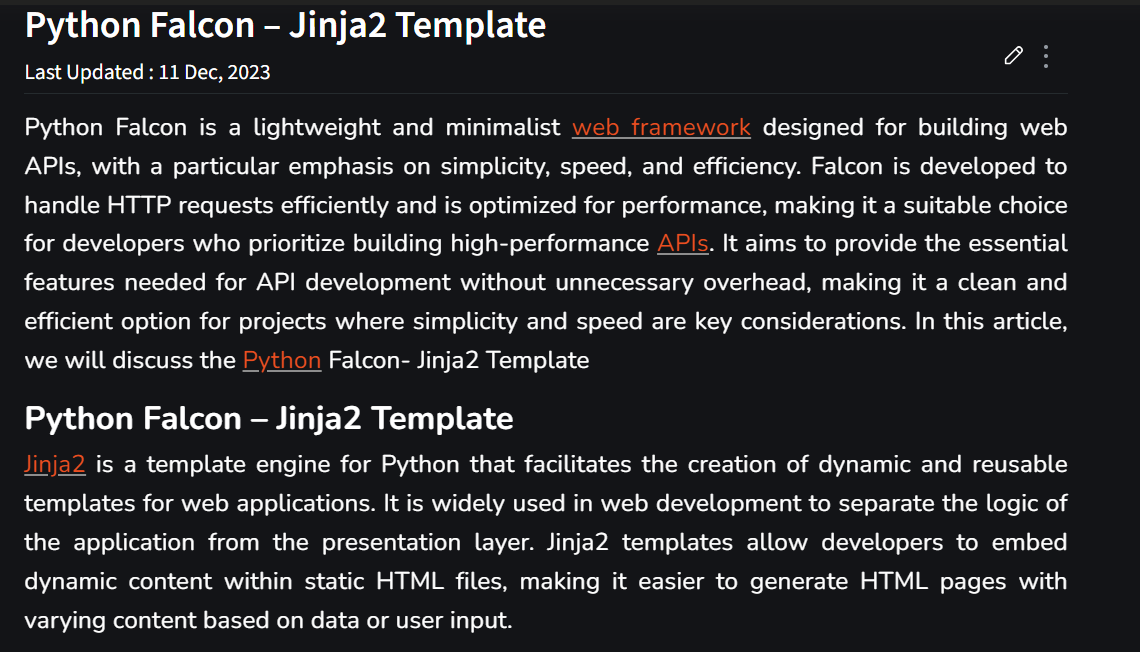 Python Falcon – Jinja2 Template
Last Updated : 11 Dec, 2023
Python Falcon is a lightweight and minimalist web framework designed for building web
APIs, with a particular emphasis on simplicity, speed, and efficiency. Falcon is developed to
handle HTTP requests efficiently and is optimized for performance, making it a suitable choice
for developers who prioritize building high-performance APIs. It aims to provide the essential
features needed for API development without unnecessary overhead, making it a clean and
efficient option for projects where simplicity and speed are key considerations. In this article,
we will discuss the Python Falcon- Jinja2 Template
Python Falcon – Jinja2 Template
Jinja2 is a template engine for Python that facilitates the creation of dynamic and reusable
templates for web applications. It is widely used in web development to separate the logic of
the application from the presentation layer. Jinja2 templates allow developers to embed
dynamic content within static HTML files, making it easier to generate HTML pages with
varying content based on data or user input.